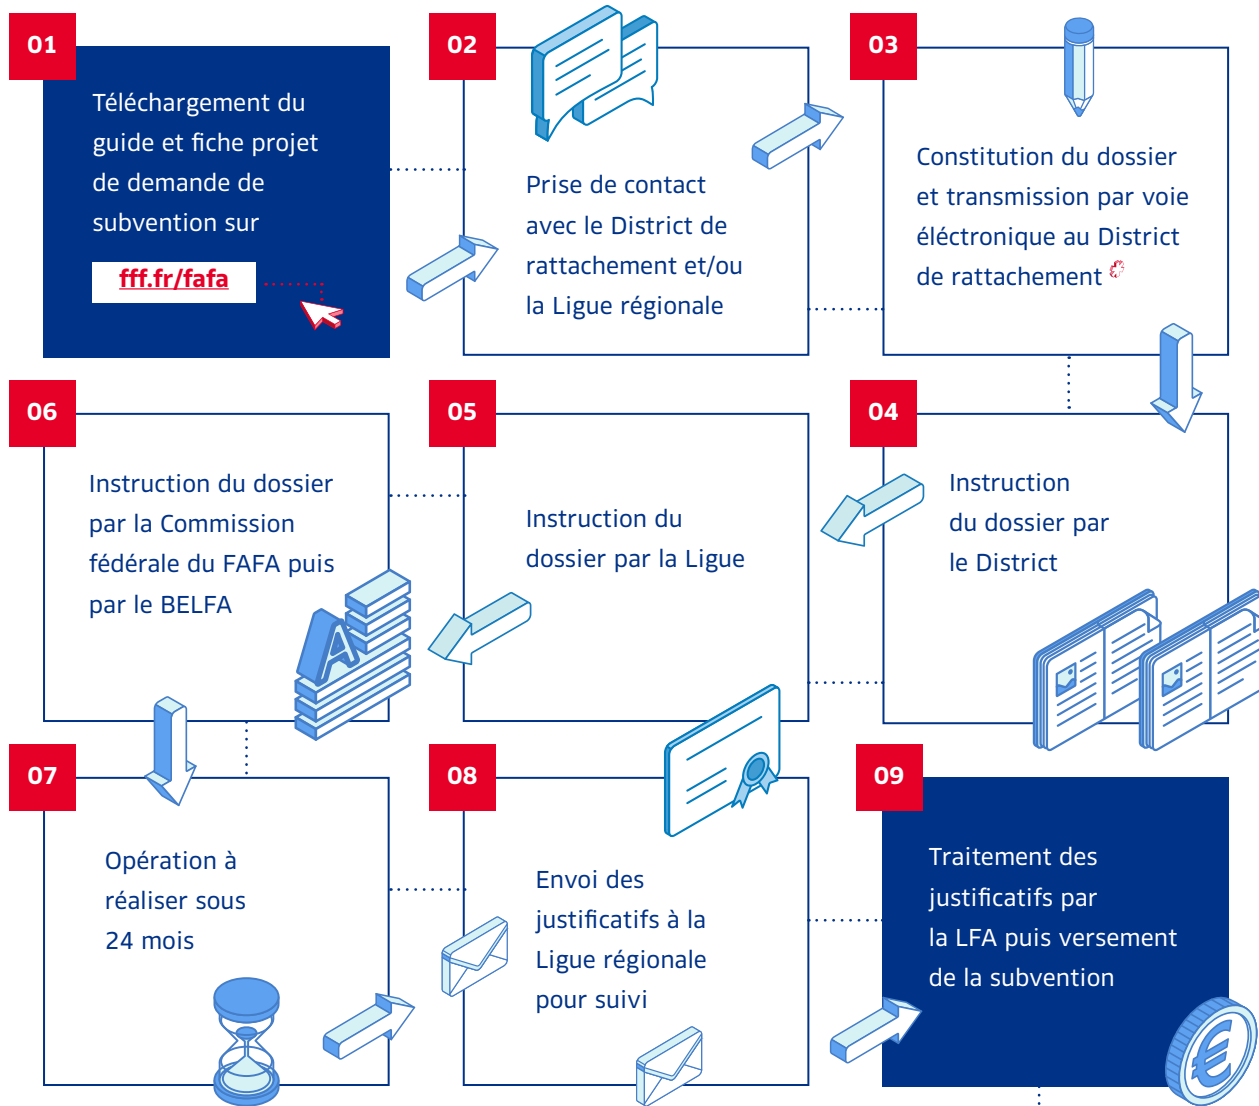 01
Téléchargement du
guide et fiche projet
de demande de
subvention sur
fff.fr/fafa
02
Prise de contact
avec le District de
rattachement et/ou
la Ligue régionale
03
Constitution du dossier
et transmission par voie
éléctronique au District
de rattachement
04
Instruction
du dossier par
le District
05
Instruction du
dossier par la Ligue
06
Instruction du dossier
par la Commission
fédérale du FAFA puis
par le BELFA
A
07
Opération à
réaliser sous
24 mois
08
Envoi des
justificatifs à la
Ligue régionale
pour suivi
09
Traitement des
justificatifs par
la LFA puis versement
de la subvention
€